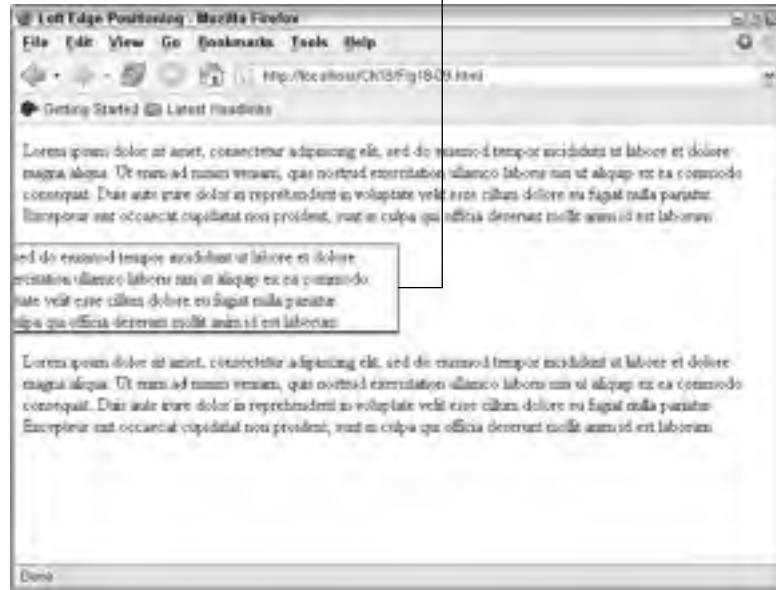 Left Edge Positioning - Mozilla Firefox
File Edit View Go Bookmarks Tools Help
http://localhost/Ch18/Fig18-09.html
Getting Started Latest Headlines
Lorem ipsum dolor sit amet, consectetur adipisicing elit, sed do eiusmod tempor incididunt ut labore et dolore
magna aliqua. Ut enim ad minim veniam, quis nostrud exercitation ullamco laboris nisi ut aliquip ex ea commodo
consequat. Duis aute irure dolor in reprehenderit in voluptate velit esse cillum dolore eu fugiat nulla pariatur.
Excepteur sint occaecat cupidatat non proident, sunt in culpa qui officia deserunt mollit anim id est laborum.
sed do eiusmod tempor incididunt ut labore et dolore
ercitation ullamco laboris nisi ut aliquip ex ea commodo
tate velit esse cillum dolore eu fugiat nulla pariatur.
ulpa qui officia deserunt mollit anim id est laborum.
Lorem ipsum dolor sit amet, consectetur adipisicing elit, sed do eiusmod tempor incididunt ut labore et dolore
magna aliqua. Ut enim ad minim veniam, quis nostrud exercitation ullamco laboris nisi ut aliquip ex ea commodo
consequat. Duis aute irure dolor in reprehenderit in voluptate velit esse cillum dolore eu fugiat nulla pariatur.
Excepteur sint occaecat cupidatat non proident, sunt in culpa qui officia deserunt mollit anim id est laborum.
Done